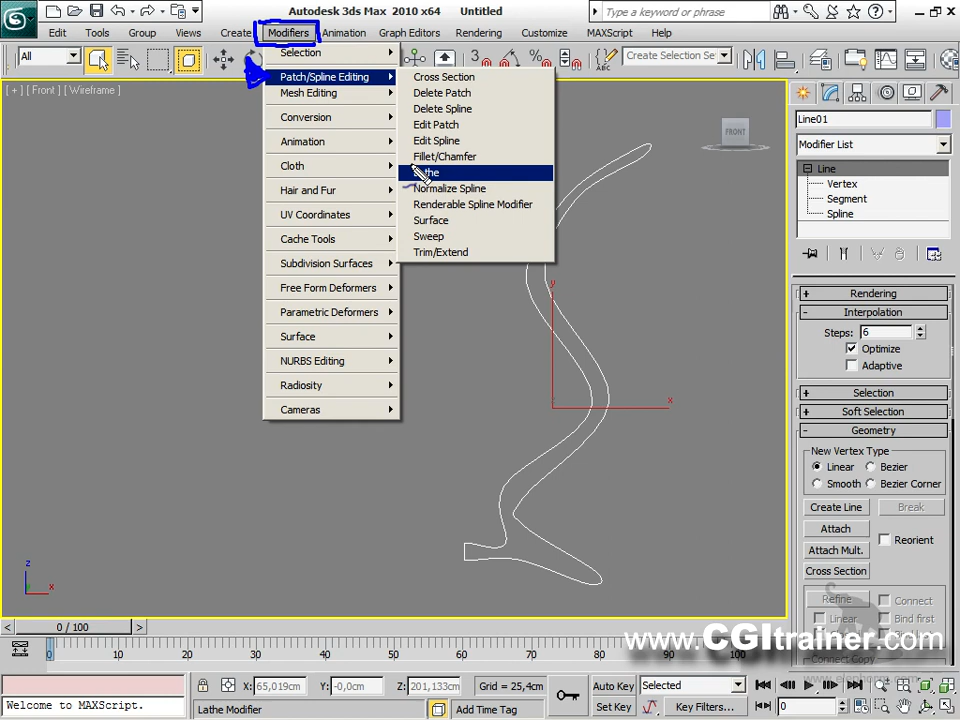 Autodesk 3ds Max 2010 x64 Untitled
Type a keyword or phrase
Edit Tools Group Views Create Modifiers Animation Graph Editors Rendering Customize MAXScript Help
All
3
%
Create Selection Se
[ + ] [ Front ] [ Wireframe ]
Selection
Patch/Spline Editing
Mesh Editing
Conversion
Animation
Cloth
Hair and Fur
UV Coordinates
Cache Tools
Subdivision Surfaces
Free Form Deformers
Parametric Deformers
Surface
NURBS Editing
Radiosity
Cameras
Cross Section
Delete Patch
Delete Spline
Edit Patch
Edit Spline
Fillet/Chamfer
Normalize Spline
Renderable Spline Modifier
Surface
Sweep
Trim/Extend
FRONT
y
x
z
x
Line01
Modifier List
Line
Vertex
Segment
Spline
+ Rendering
- Interpolation
Steps: 6
Optimize
Adaptive
+ Selection
+ Soft Selection
- Geometry
New Vertex Type
Linear Bezier
Smooth Bezier Corner
Create Line Break
Attach
Reorient
Attach Mult.
Cross Section
Refine Connect
Linear Bind first
Connect Copy
www.CGItrainer.com
< 0 / 100 >
0 10 20 30 40 50 60 70 80 90 100
X: 65,019cm Y: -0,0cm Z: 201,133cm Grid = 25,4cm
Auto Key Selected
Welcome to MAXScript.
Lathe Modifier
Add Time Tag
Set Key Key Filters... 0